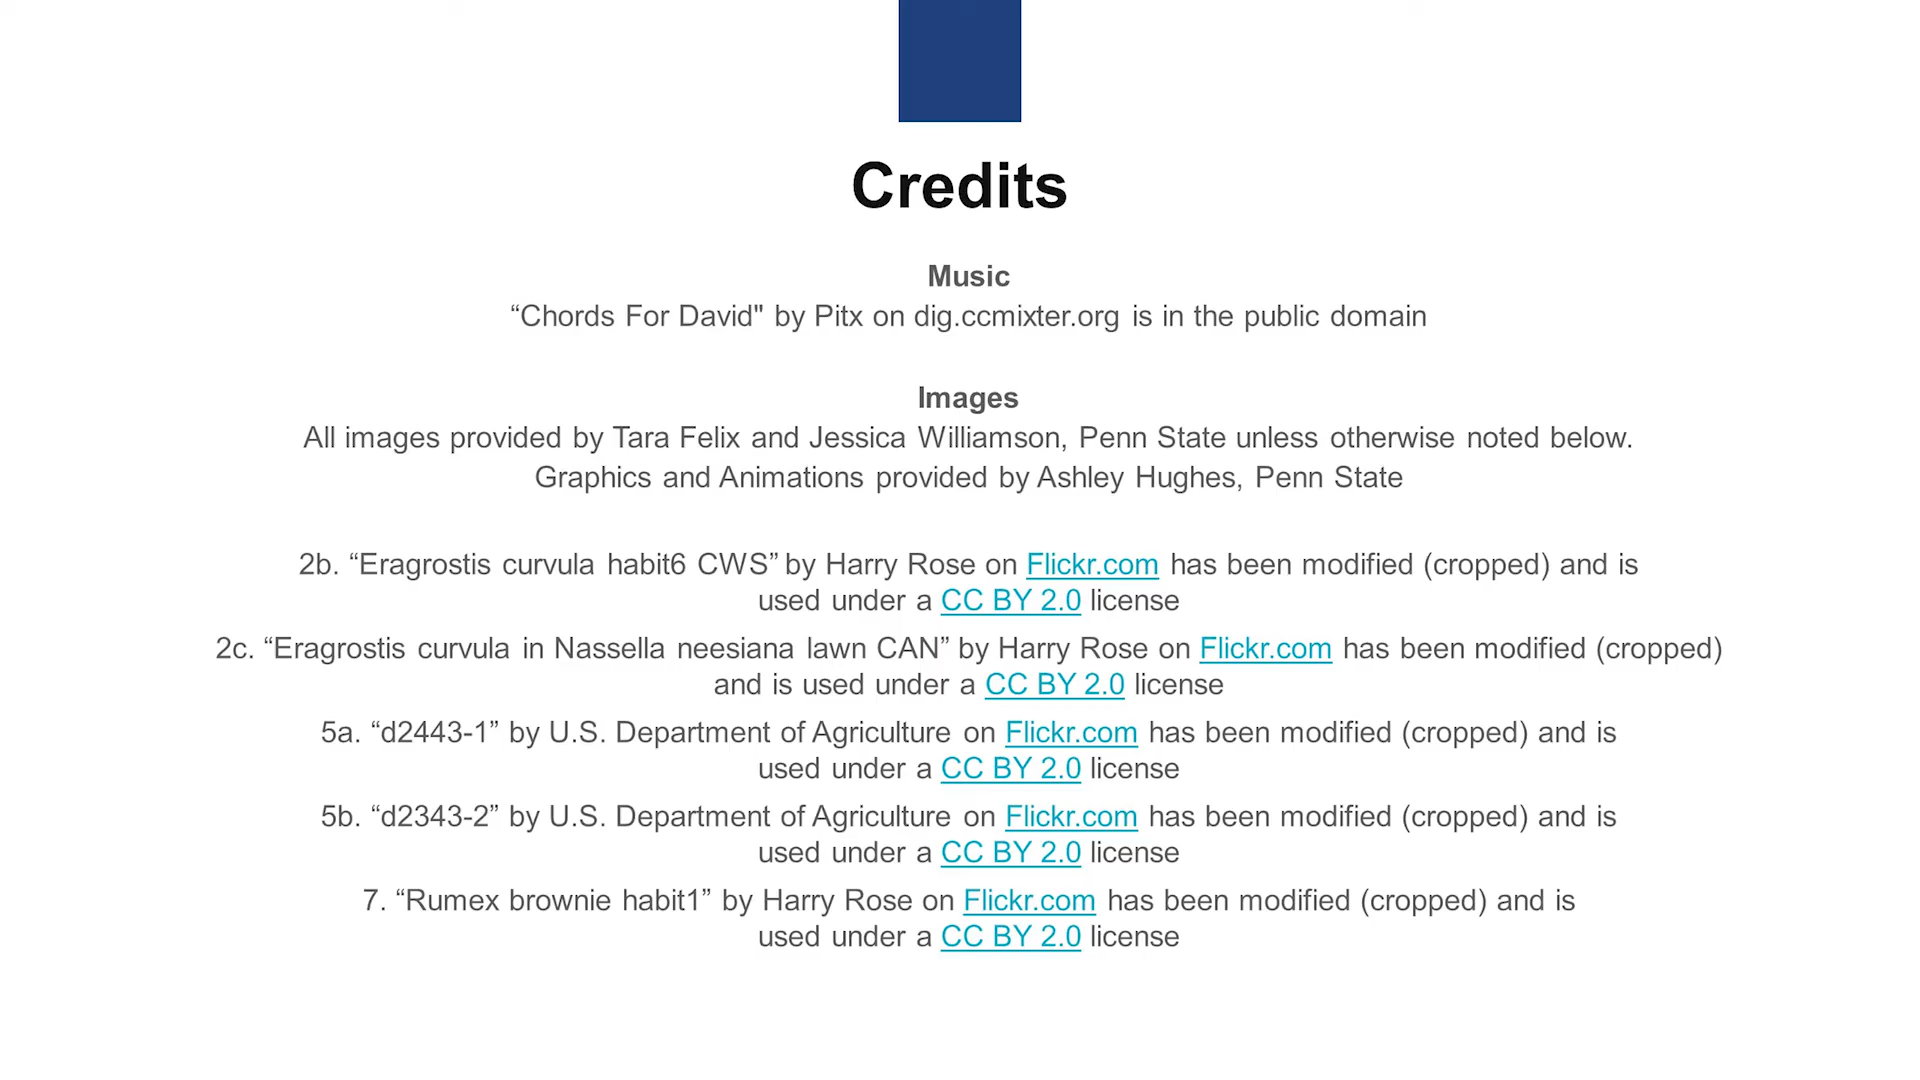 Credits
Music
“Chords For David" by Pitx on dig.ccmixter.org is in the public domain
Images
All images provided by Tara Felix and Jessica Williamson, Penn State unless otherwise noted below.
Graphics and Animations provided by Ashley Hughes, Penn State
2b. “Eragrostis curvula habit6 CWS” by Harry Rose on Flickr.com has been modified (cropped) and is
used under a CC BY 2.0 license
2c. “Eragrostis curvula in Nassella neesiana lawn CAN” by Harry Rose on Flickr.com has been modified (cropped)
and is used under a CC BY 2.0 license
5a. “d2443-1” by U.S. Department of Agriculture on Flickr.com has been modified (cropped) and is
used under a CC BY 2.0 license
5b. “d2343-2” by U.S. Department of Agriculture on Flickr.com has been modified (cropped) and is
used under a CC BY 2.0 license
7. “Rumex brownie habit1” by Harry Rose on Flickr.com has been modified (cropped) and is
used under a CC BY 2.0 license